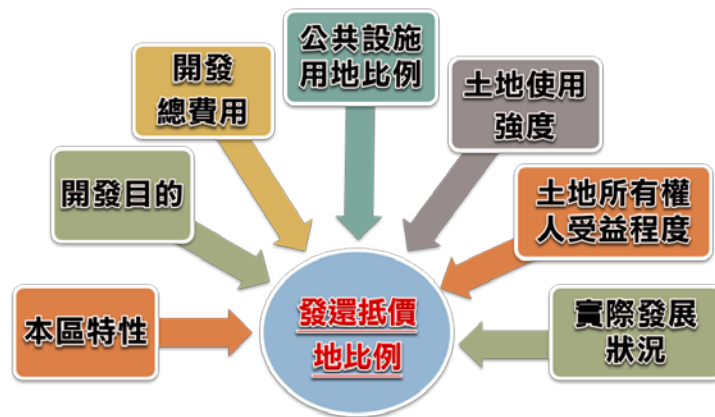 公共設施
用地比例
開發
總費用
土地使用
強度
開發目的
土地所有權
人受益程度
本區特性
發還抵價
地比例
實際發展
狀況